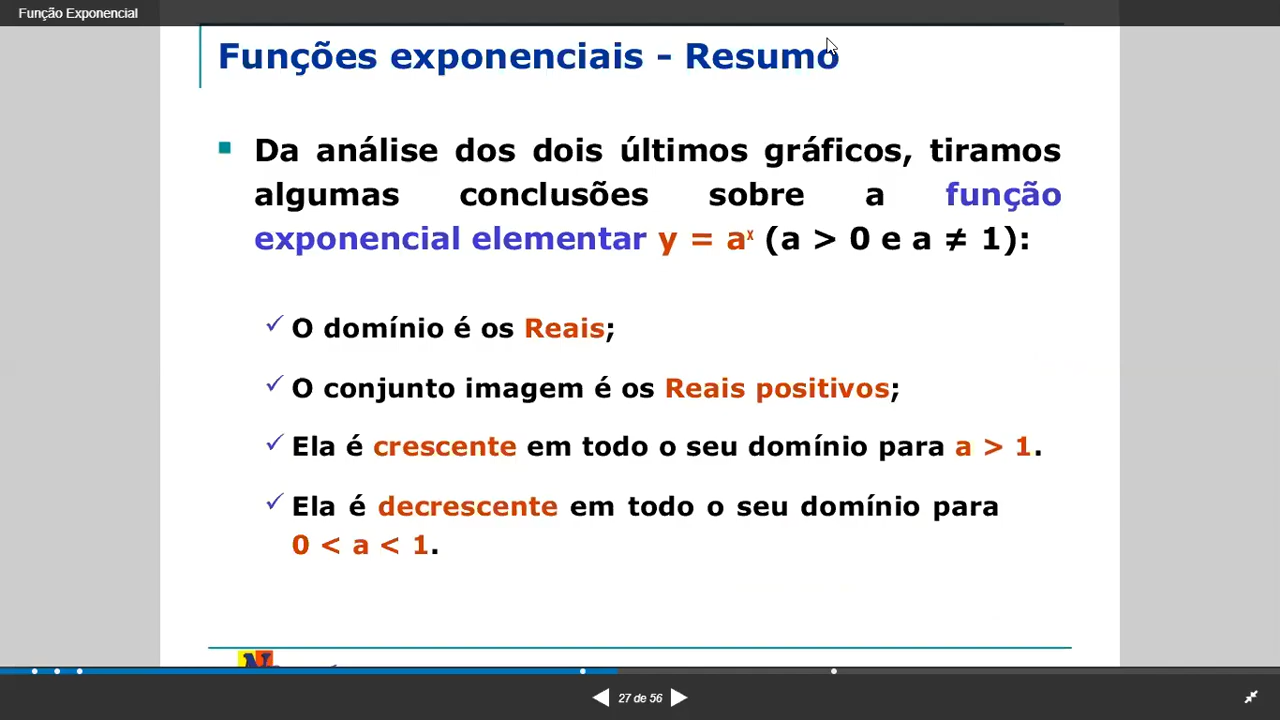 Função Exponencial
Funções exponenciais - Resumo
Da análise dos dois últimos gráficos, tiramos
algumas conclusões sobre a função
exponencial elementar y = aˣ (a > 0 e a ≠ 1):
✓ O domínio é os Reais;
✓ O conjunto imagem é os Reais positivos;
✓ Ela é crescente em todo o seu domínio para a > 1.
✓ Ela é decrescente em todo o seu domínio para
0 < a < 1.
27 de 56